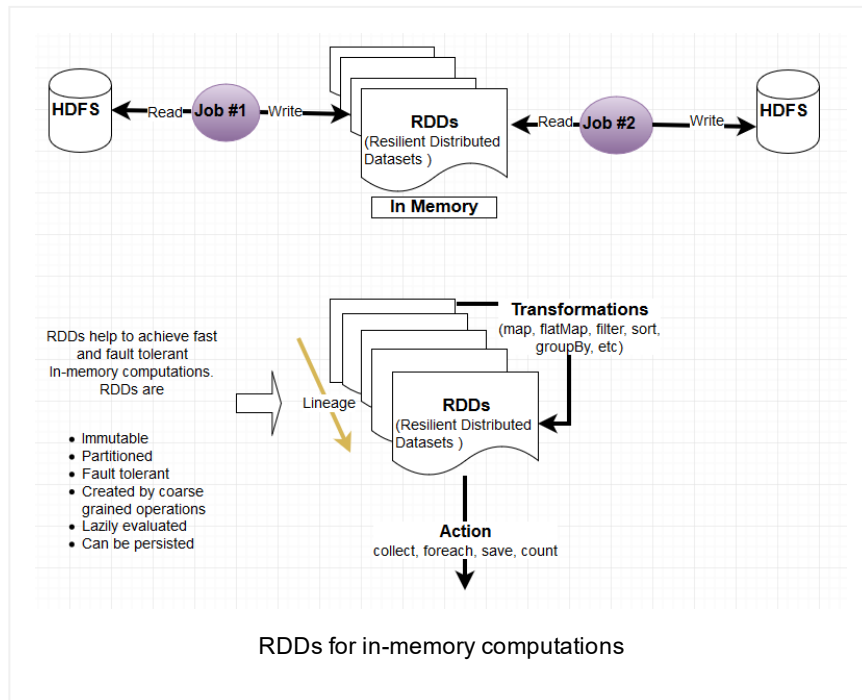 HDFS
Read
Job #1
Write
RDDs
(Resilient Distributed
Datasets )
Read
Job #2
Write
HDFS
In Memory
RDDs help to achieve fast
and fault tolerant
In-memory computations.
RDDs are
• Immutable
• Partitioned
• Fault tolerant
• Created by coarse
grained operations
• Lazily evaluated
• Can be persisted
Lineage
Transformations
(map, flatMap, filter, sort,
groupBy, etc)
RDDs
(Resilient Distributed
Datasets )
Action
collect, foreach, save, count
RDDs for in-memory computations